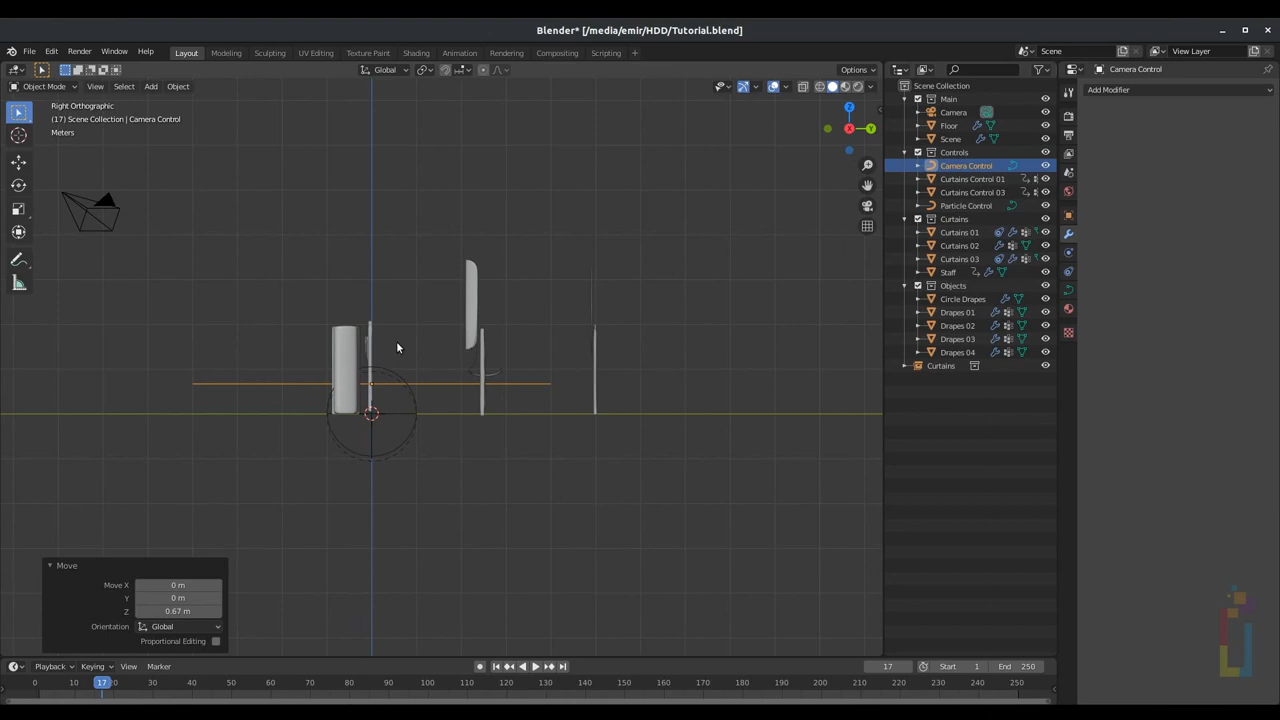 Blender* [/media/emir/HDD/Tutorial.blend]
File Edit Render Window Help Layout Modeling Sculpting UV Editing Texture Paint Shading Animation Rendering Compositing Scripting + Scene View Layer
Global Options
Object Mode View Select Add Object
Right Orthographic
(17) Scene Collection | Camera Control
Meters
Z
X
Y
Scene Collection
Main
Camera
Floor
Scene
Controls
Camera Control
Curtains Control 01
Curtains Control 03
Particle Control
Curtains
Curtains 01
Curtains 02
Curtains 03
Staff
Objects
Circle Drapes
Drapes 01
Drapes 02
Drapes 03
Drapes 04
Curtains
Camera Control
Add Modifier
Move
Move X 0 m
Y 0 m
Z 0.67 m
Orientation Global
Proportional Editing
Playback Keying View Marker 17 Start 1 End 250
0 10 17 20 30 40 50 60 70 80 90 100 110 120 130 140 150 160 170 180 190 200 210 220 230 240 250